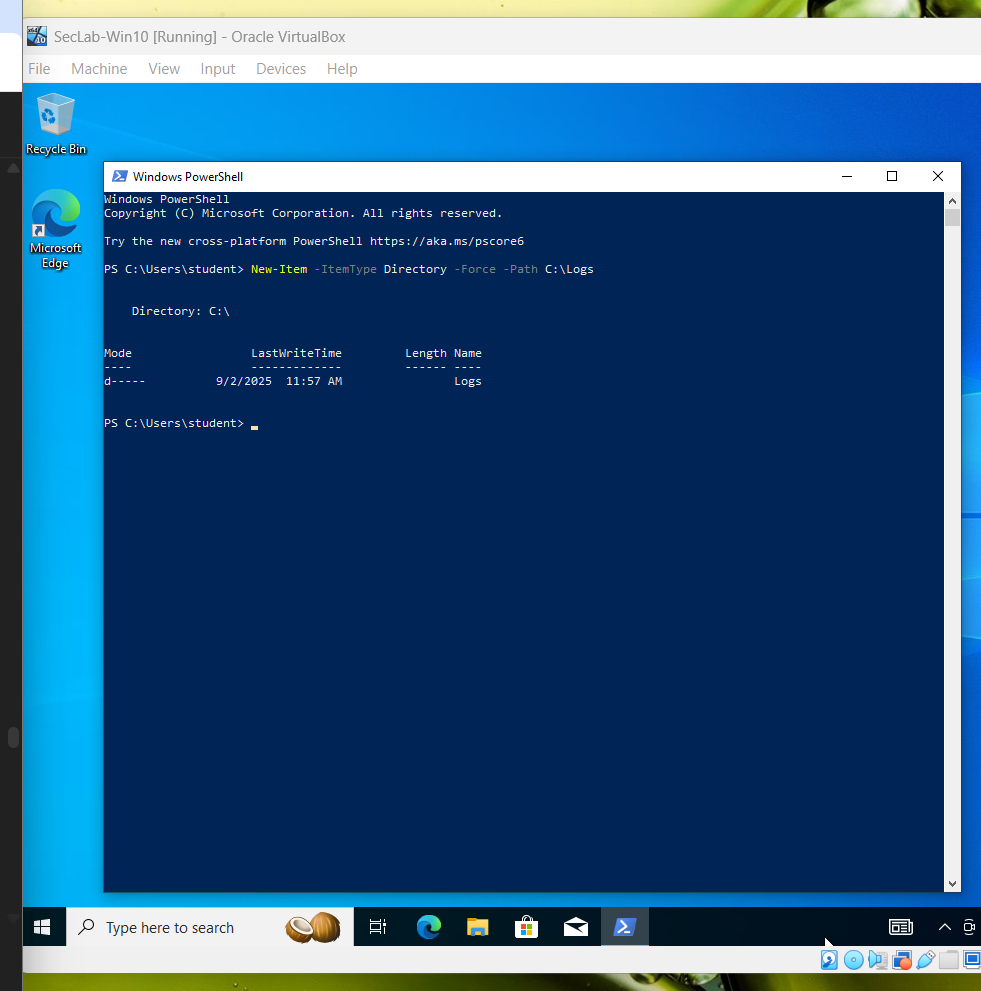 SecLab-Win10 [Running] - Oracle VirtualBox
File Machine View Input Devices Help
Recycle Bin
Microsoft
Edge
Windows PowerShell
Windows PowerShell
Copyright (C) Microsoft Corporation. All rights reserved.
Try the new cross-platform PowerShell https://aka.ms/pscore6
PS C:\Users\student> New-Item -ItemType Directory -Force -Path C:\Logs
Directory: C:\
Mode LastWriteTime Length Name
---- ------------- ------ ----
d----- 9/2/2025 11:57 AM Logs
PS C:\Users\student>
Type here to search